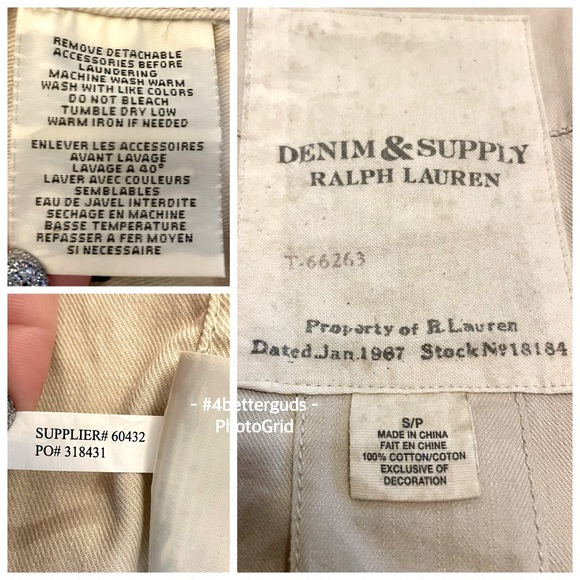 REMOVE DETACHABLE
ACCESSORIES BEFORE
LAUNDERING
MACHINE WASH WARM
WASH WITH LIKE COLORS
DO NOT BLEACH
TUMBLE DRY LOW
WARM IRON IF NEEDED
ENLEVER LES ACCESSOIRES
AVANT LAVAGE
LAVAGE A 40°
LAVER AVEC COULEURS
SEMBLABLES
EAU DE JAVEL INTERDITE
SECHAGE EN MACHINE
BASSE TEMPERATURE
REPASSER A FER MOYEN
SI NECESSAIRE
SUPPLIER# 60432
PO# 318431
- #4betterguds -
PhotoGrid
DENIM & SUPPLY
RALPH LAUREN
T-66263
Property of R.Lauren
Dated.Jan.1967 Stock Nº18184
S/P
MADE IN CHINA
FAIT EN CHINE
100% COTTON/COTON
EXCLUSIVE OF
DECORATION